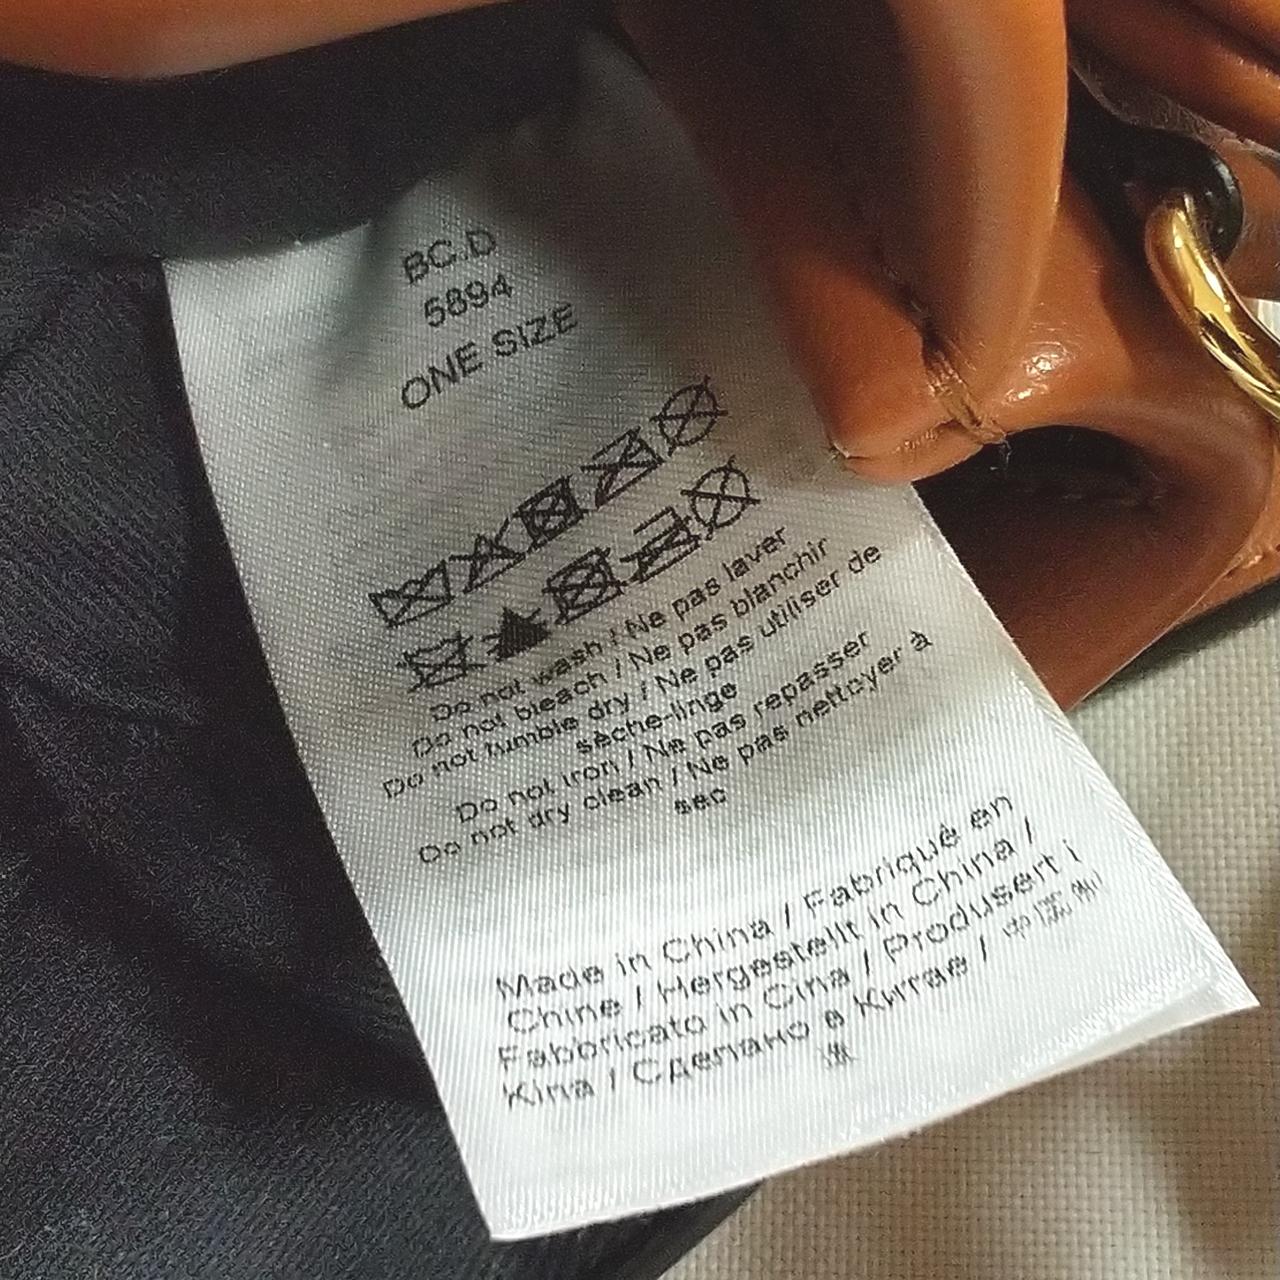 BC.D
5894
ONE SIZE
Do not wash / Ne pas laver
Do not bleach / Ne pas blanchir
Do not tumble dry / Ne pas utiliser de
sèche-linge
Do not iron / Ne pas repasser
Do not dry clean / Ne pas nettoyer à
sec
Made in China / Fabriqué en
Chine / Hergestellt in China /
Fabbricato in Cina / Produsert i
Kina / Сделано в Китае / 中国制
造